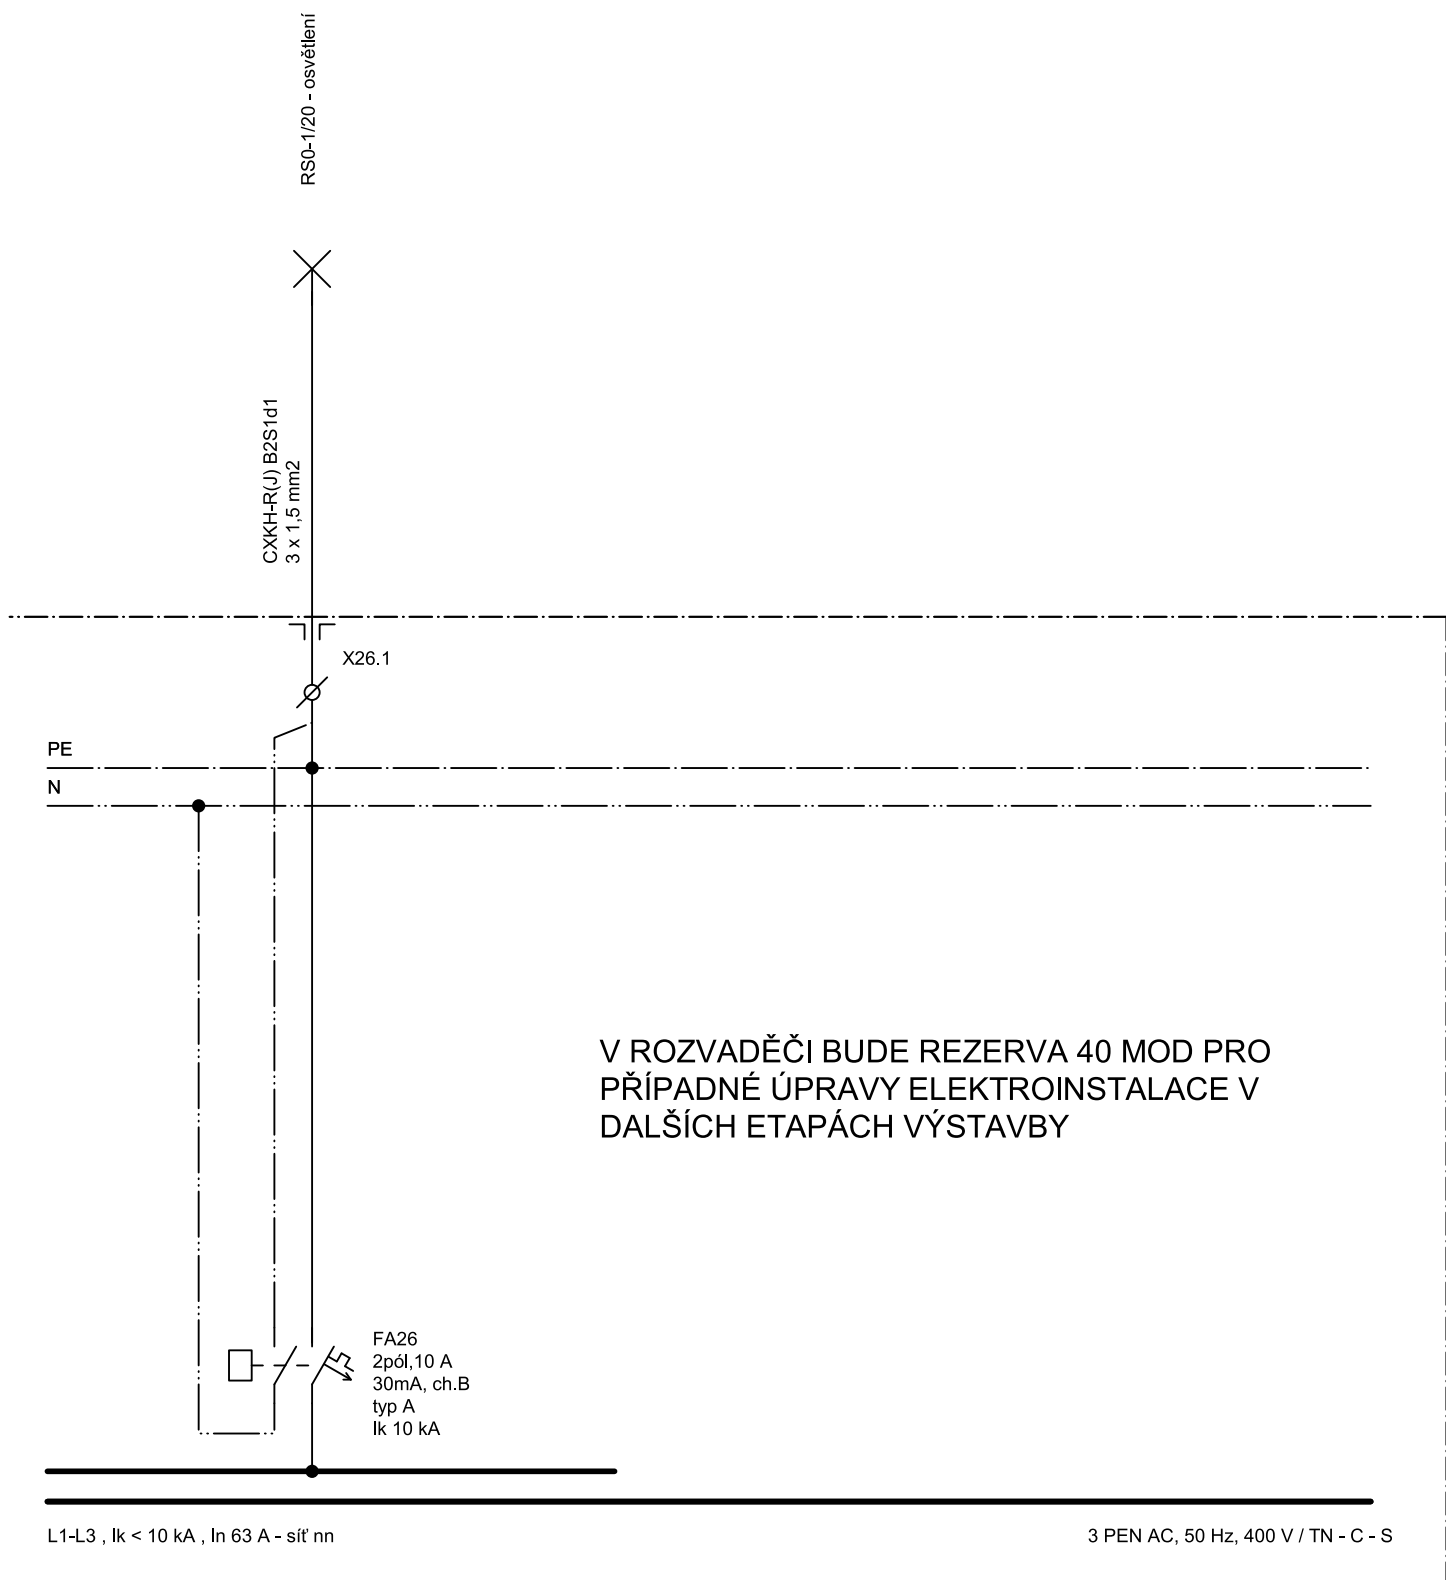 RS0-1/20 - osvětlení
CXKH-R(J) B2S1d1
3 x 1,5 mm2
X26.1
PE
N
V ROZVADĚČI BUDE REZERVA 40 MOD PRO
PŘÍPADNÉ ÚPRAVY ELEKTROINSTALACE V
DALŠÍCH ETAPÁCH VÝSTAVBY
FA26
2pól,10 A
30mA, ch.B
typ A
Ik 10 kA
L1-L3 , Ik < 10 kA , In 63 A - síť nn
3 PEN AC, 50 Hz, 400 V / TN - C - S